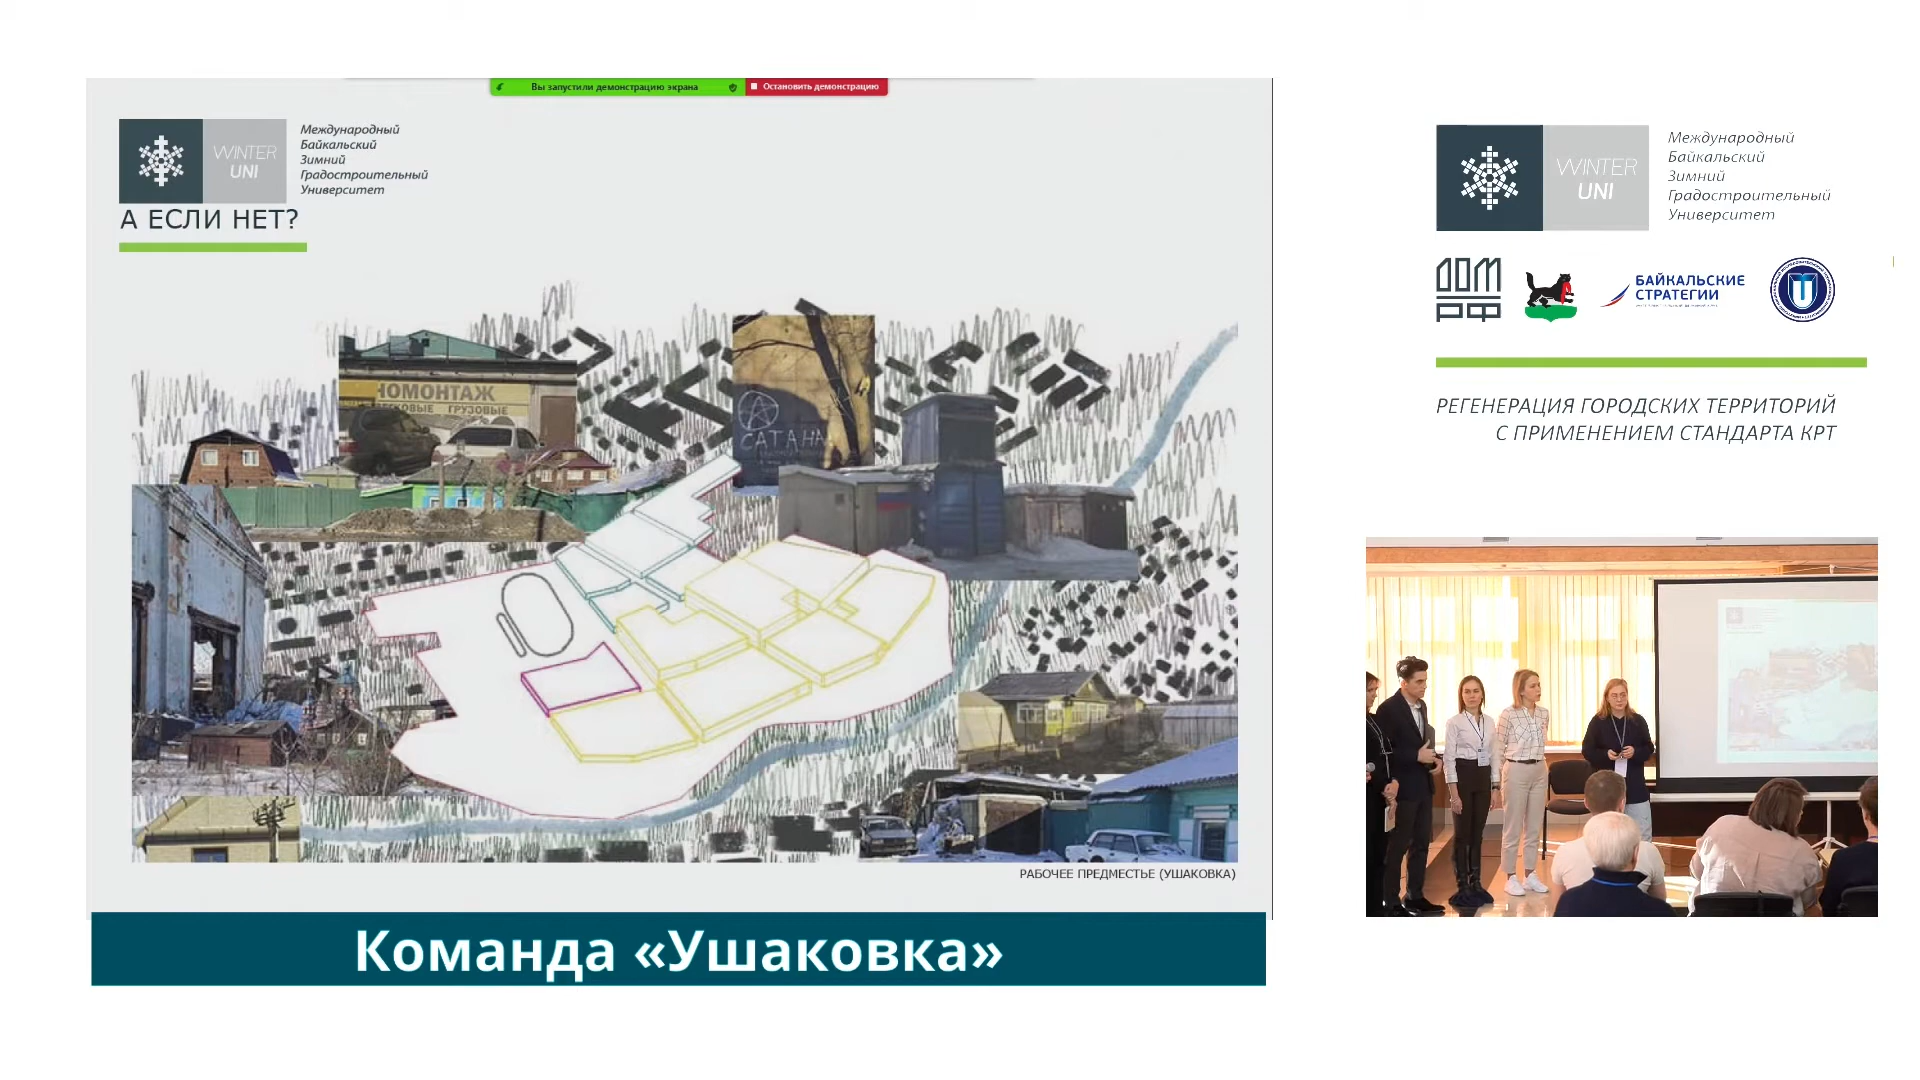 Вы запустили демонстрацию экрана
Остановить демонстрацию
WINTER
UNI
Международный
Байкальский
Зимний
Градостроительный
Университет
А ЕСЛИ НЕТ?
НОМОНТАЖ
ГРУЗОВЫЕ
САТАНА
РАБОЧЕЕ ПРЕДМЕСТЬЕ (УШАКОВКА)
Команда «Ушаковка»
WINTER
UNI
Международный
Байкальский
Зимний
Градостроительный
Университет
ДОМ
РФ
БАЙКАЛЬСКИЕ
СТРАТЕГИИ
РЕГЕНЕРАЦИЯ ГОРОДСКИХ ТЕРРИТОРИЙ
С ПРИМЕНЕНИЕМ СТАНДАРТА КРТ